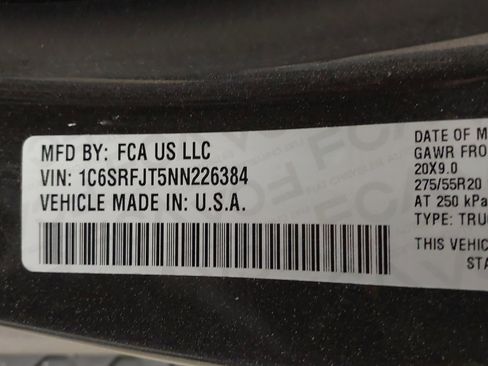 MFD BY: FCA US LLC
VIN: 1C6SRFJT5NN226384
VEHICLE MADE IN: U.S.A.
DATE OF M
GAWR FRO
20X9.0
275/55R20
AT 250 kPa
TYPE: TRU
THIS VEHIC
STA